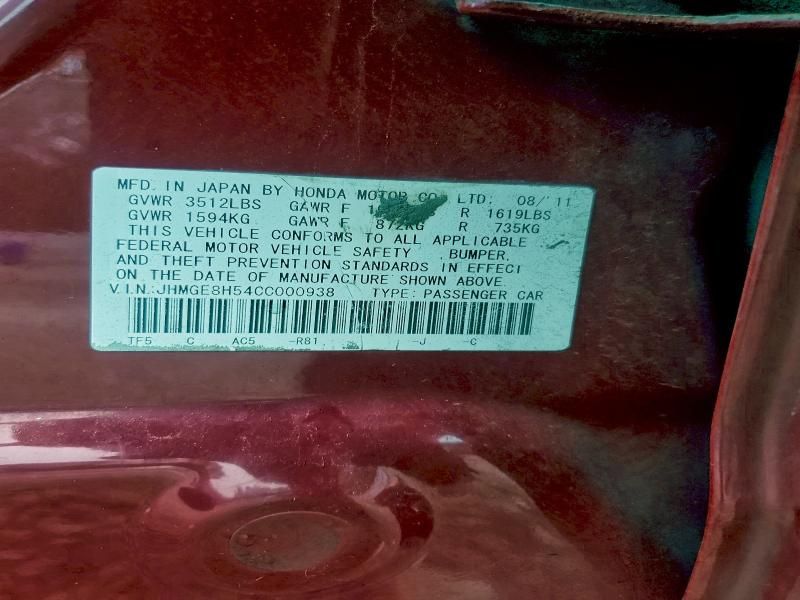 MFD. IN JAPAN BY HONDA MOTOR CO., LTD. 08/'11
GVWR 3512LBS GAWR F R 1619LBS
GVWR 1594KG GAWR F 872KG R 735KG
THIS VEHICLE CONFORMS TO ALL APPLICABLE
FEDERAL MOTOR VEHICLE SAFETY, BUMPER,
AND THEFT PREVENTION STANDARDS IN EFFECT
ON THE DATE OF MANUFACTURE SHOWN ABOVE.
V.I.N.:JHMGE8H54CC000938 TYPE: PASSENGER CAR
TF5 C AC5 -R81 -J -C